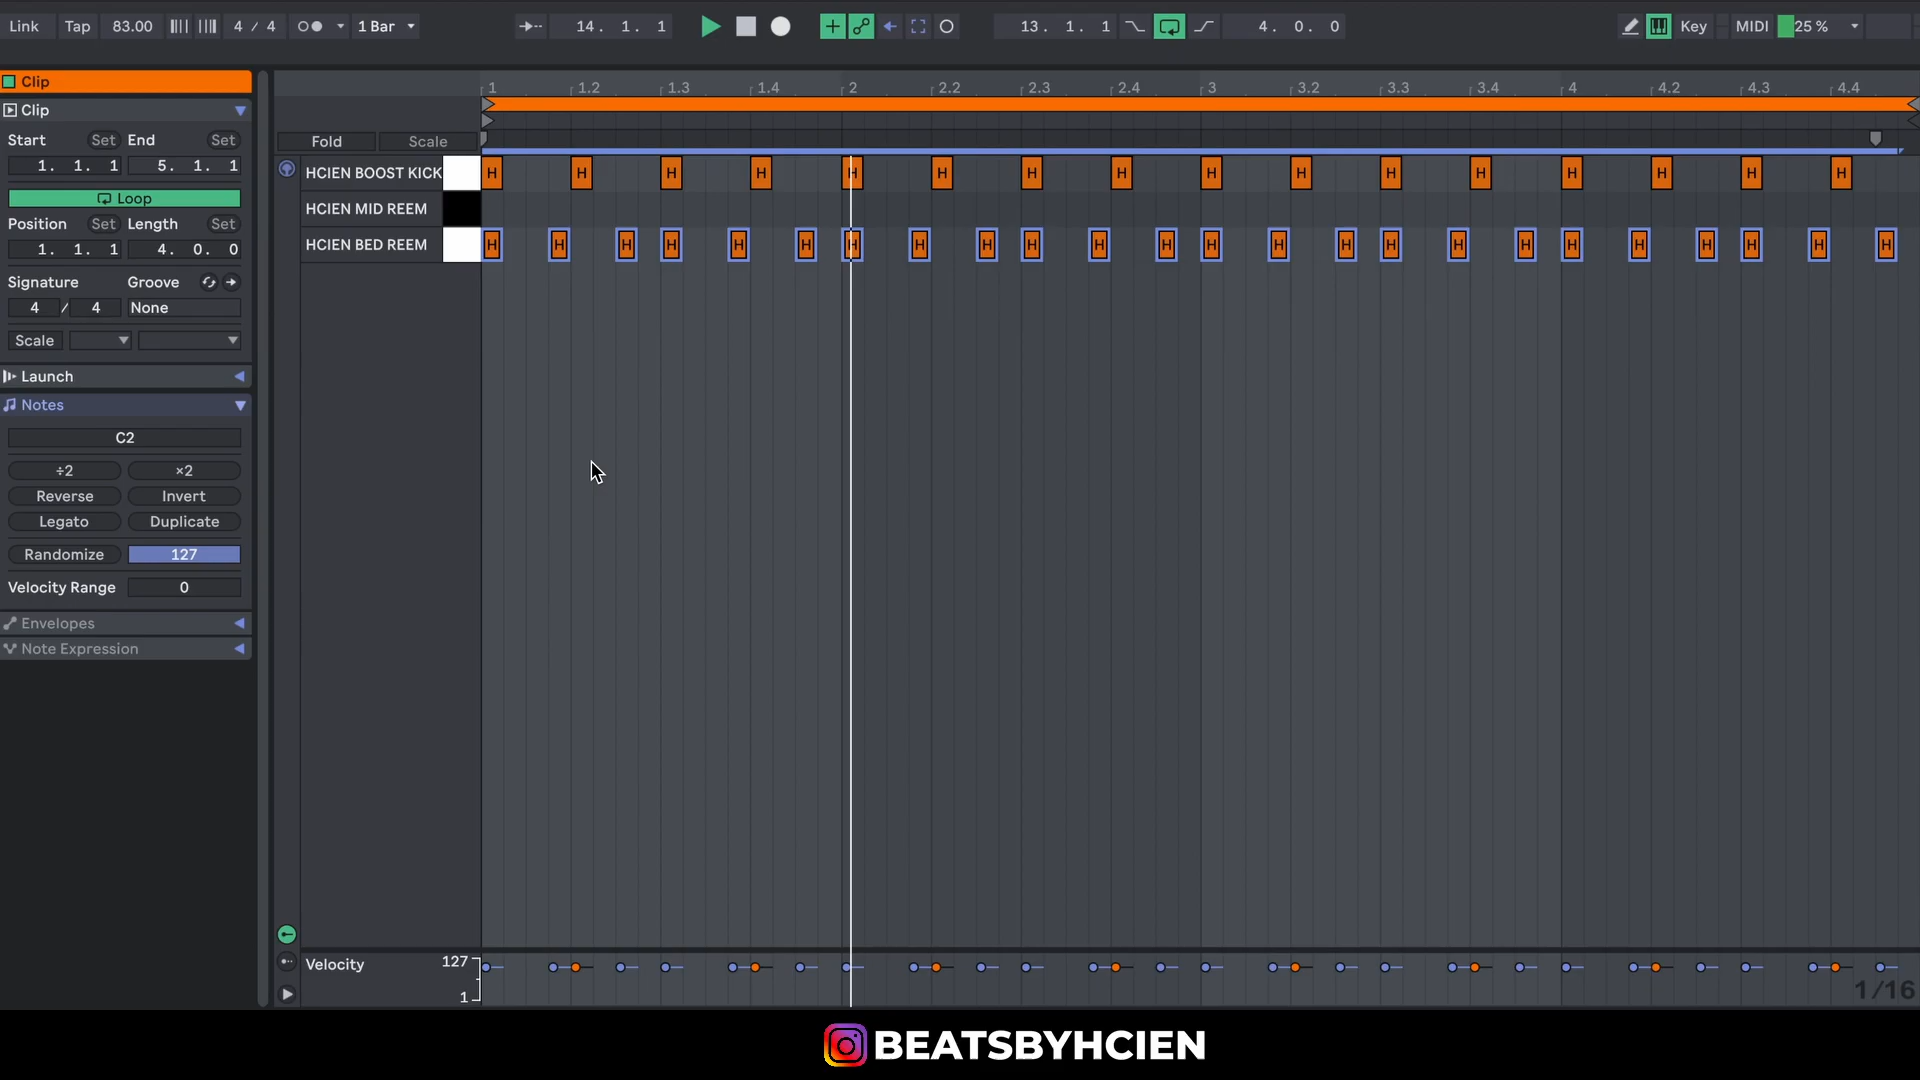 Link Tap 83.00 4 / 4 1 Bar 14. 1. 1 13. 1. 1 4. 0. 0 Key MIDI 25 %
Clip
Clip
Start Set End Set
1. 1. 1 5. 1. 1
Loop
Position Set Length Set
1. 1. 1 4. 0. 0
Signature Groove
4 / 4 None
Scale
Launch
Notes
C2
÷2 ×2
Reverse Invert
Legato Duplicate
Randomize 127
Velocity Range 0
Envelopes
Note Expression
1 1.2 1.3 1.4 2 2.2 2.3 2.4 3 3.2 3.3 3.4 4 4.2 4.3 4.4
Fold Scale
HCIEN BOOST KICK H H H H H H H H H H H H H H H H
HCIEN MID REEM
HCIEN BED REEM H H H H H H H H H H H H H H H H H H H H H H H H
Velocity 127
1
1/16
BEATSBYHCIEN